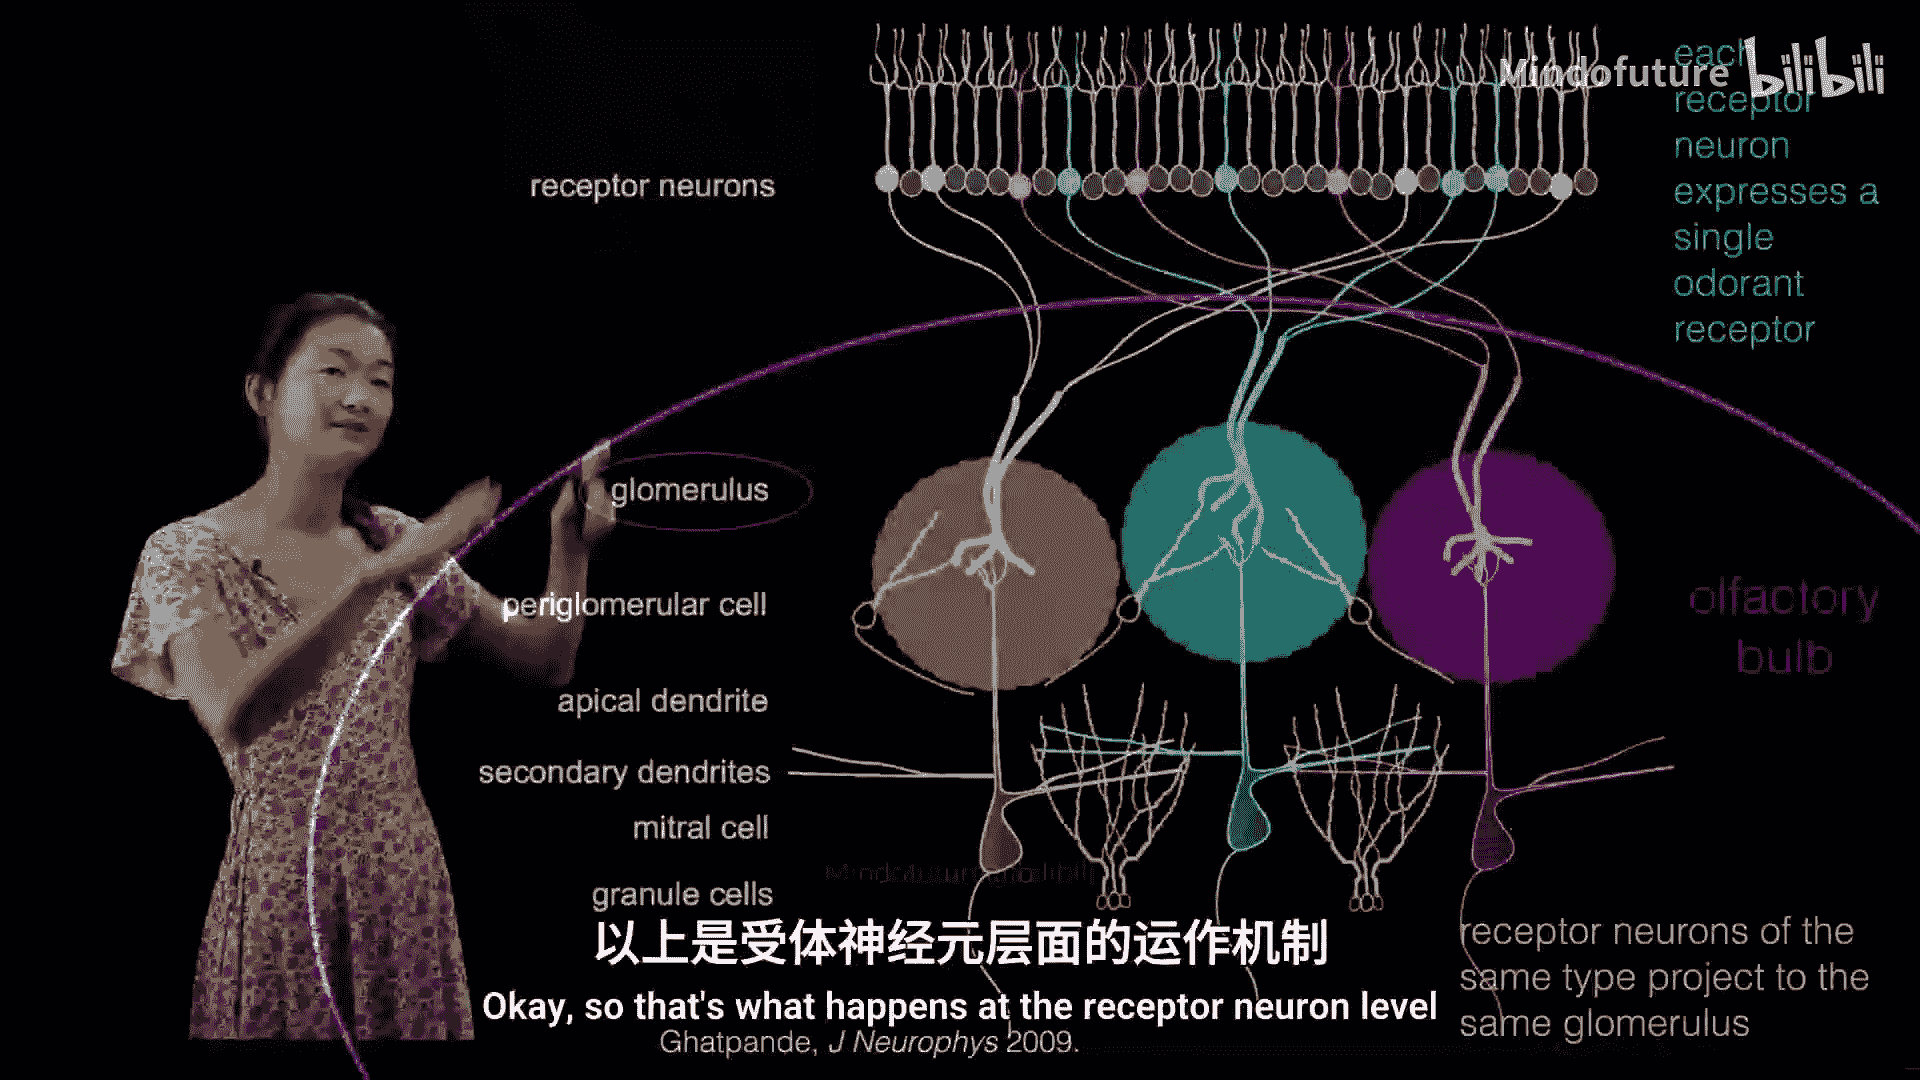 Mindofuture bilibili
each
receptor
neuron
expresses a
single
odorant
receptor
receptor neurons
glomerulus
periglomerular cell
apical dendrite
secondary dendrites
mitral cell
granule cells
olfactory
bulb
receptor neurons of the
same type project to the
same glomerulus
以上是受体神经元层面的运作机制
Okay, so that's what happens at the receptor neuron level
Ghatpande, J Neurophys 2009.